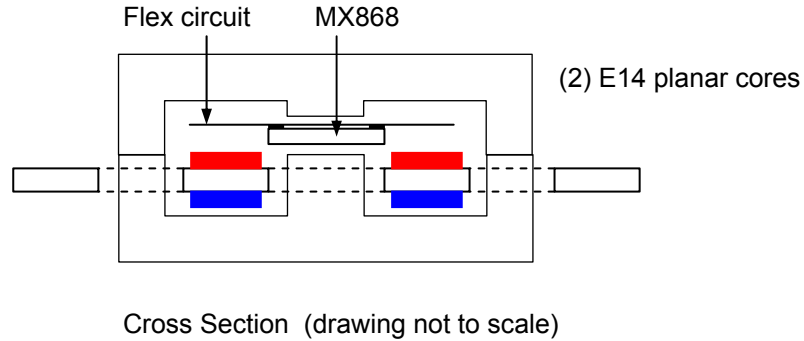 Flex circuit MX868
(2) E14 planar cores
Cross Section (drawing not to scale)